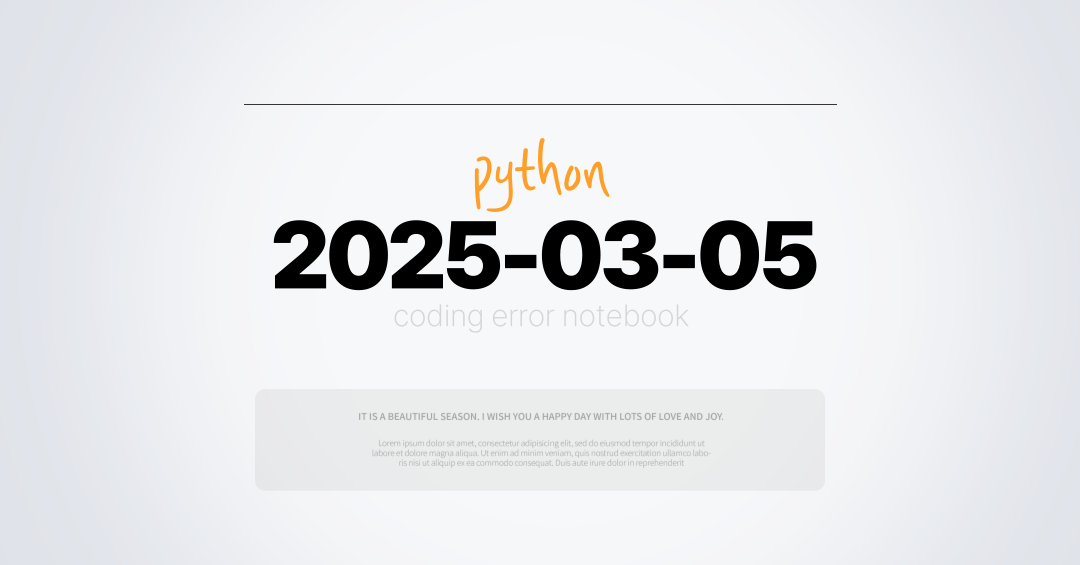 python
2025-03-05
coding error notebook
IT IS A BEAUTIFUL SEASON. I WISH YOU A HAPPY DAY WITH LOTS OF LOVE AND JOY.
Lorem ipsum dolor sit amet, consectetur adipisicing elit, sed do eiusmod tempor incididunt ut
labore et dolore magna aliqua. Ut enim ad minim veniam, quis nostrud exercitation ullamco labo-
ris nisi ut aliquip ex ea commodo consequat. Duis aute irure dolor in reprehenderit